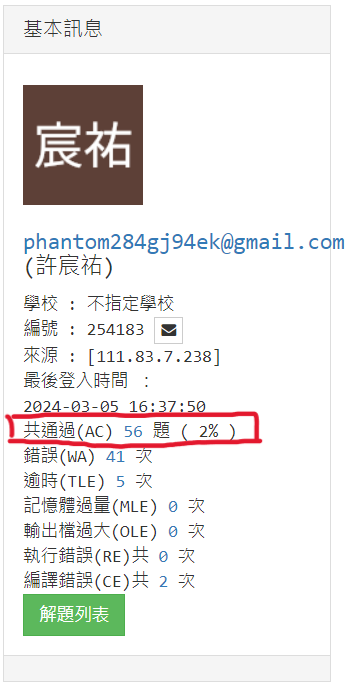 基本訊息
宸祐
phantom284gj94ek@gmail.com
(許宸祐)
學校 : 不指定學校
編號 : 254183
來源 : [111.83.7.238]
最後登入時間 :
2024-03-05 16:37:50
共通過(AC) 56 題 ( 2% )
錯誤(WA) 41 次
逾時(TLE) 5 次
記憶體過量(MLE) 0 次
輸出檔過大(OLE) 0 次
執行錯誤(RE)共 0 次
編譯錯誤(CE)共 2 次
解題列表